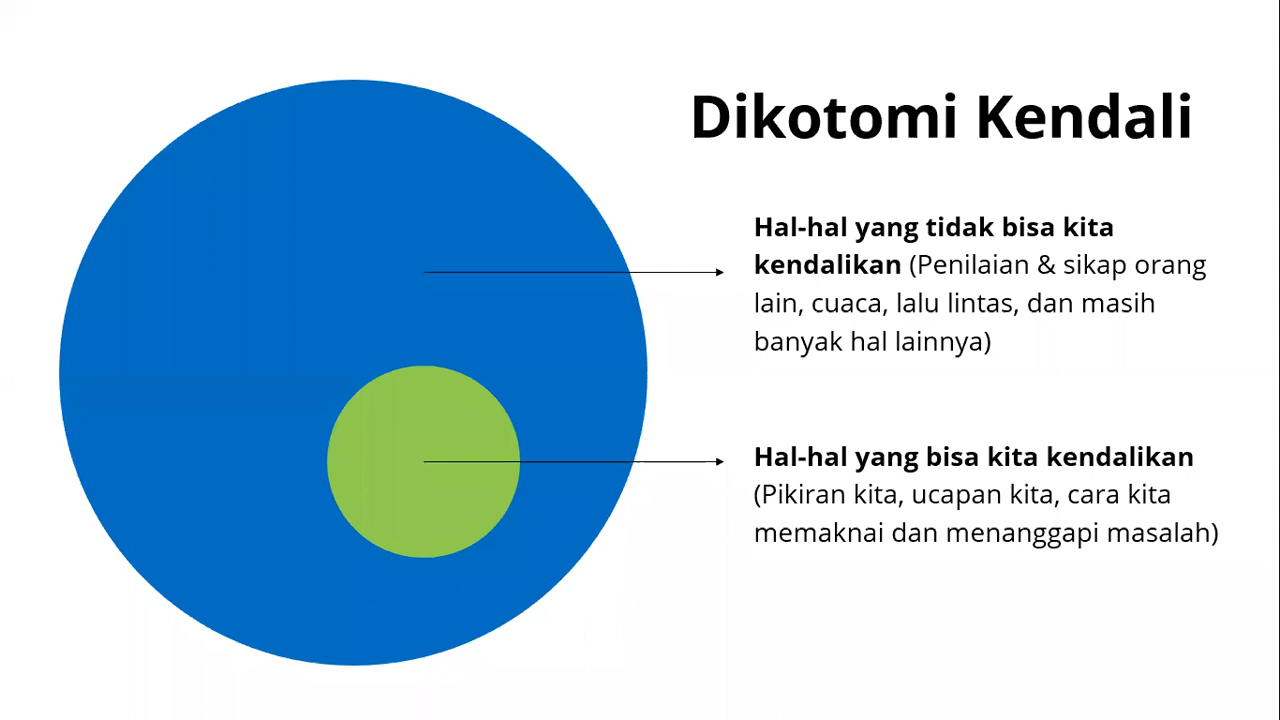 Dikotomi Kendali
Hal-hal yang tidak bisa kita
kendalikan (Penilaian & sikap orang
lain, cuaca, lalu lintas, dan masih
banyak hal lainnya)
Hal-hal yang bisa kita kendalikan
(Pikiran kita, ucapan kita, cara kita
memaknai dan menanggapi masalah)